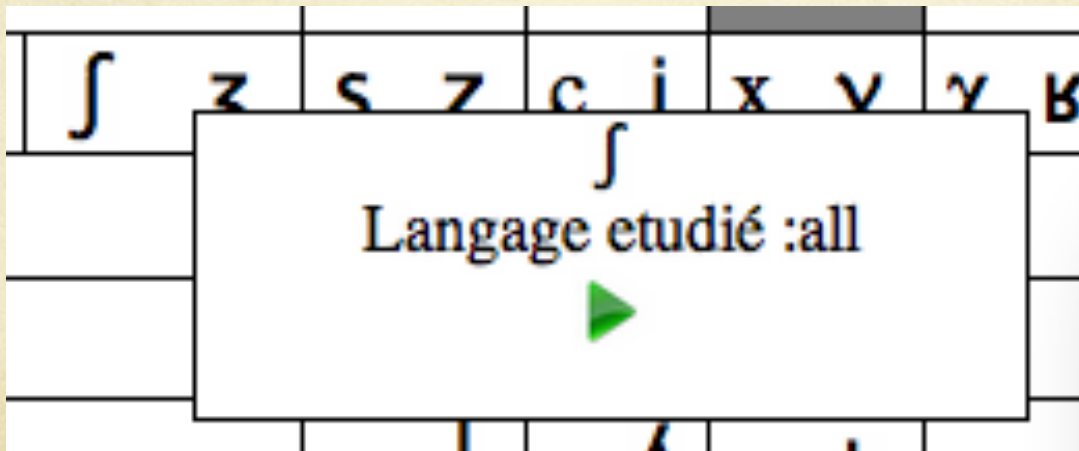 ʃ ʒ ʂ ʐ ç ʝ x ɣ χ ʁ
ʃ
Langage etudié :all